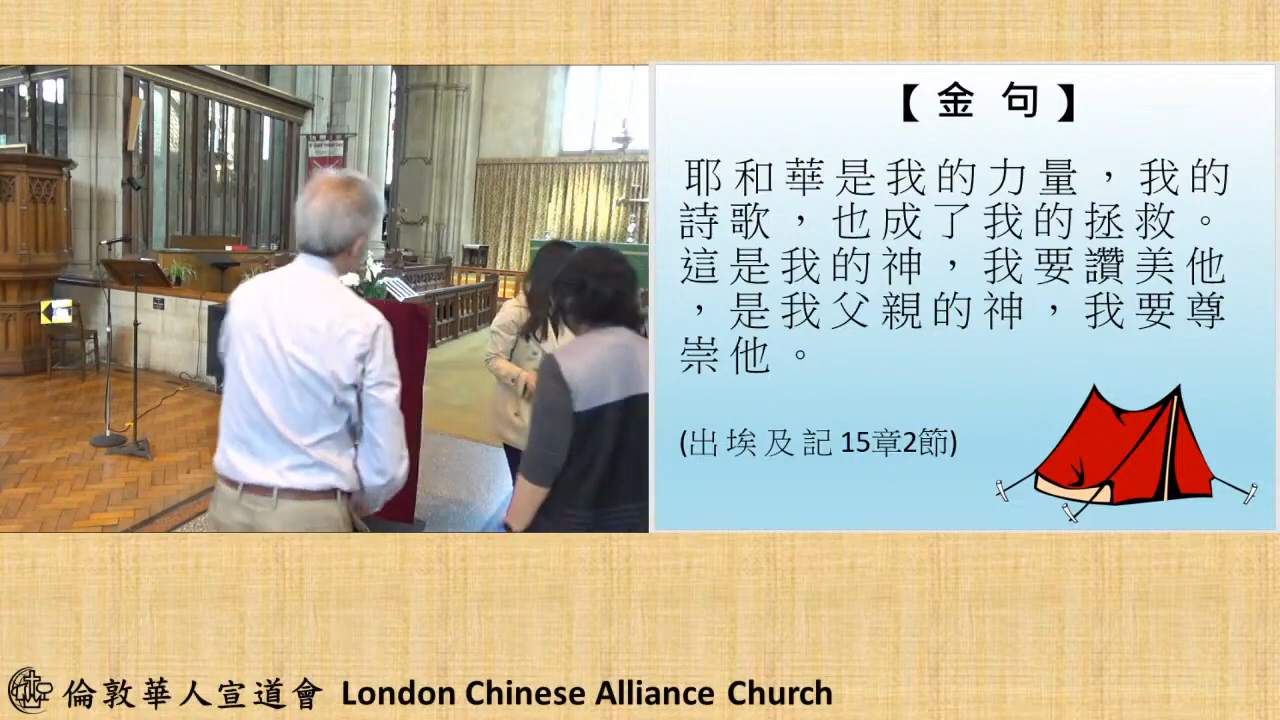 【金句】
耶和華是我的力量，我的
詩歌，也成了我的拯救。
這是我的神，我要讚美他
，是我父親的神，我要尊
崇他。
(出埃及記15章2節)
倫敦華人宣道會 London Chinese Alliance Church